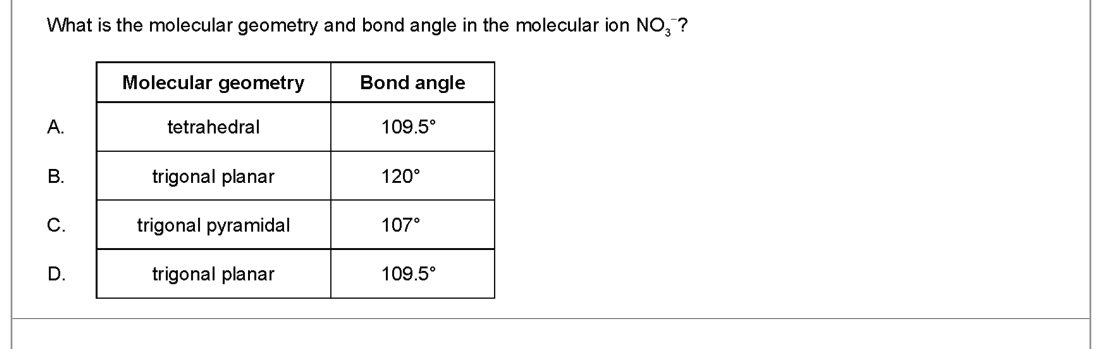 What is the molecular geometry and bond angle in the molecular ion NO₃⁻?
Molecular geometry Bond angle
A. tetrahedral 109.5°
B. trigonal planar 120°
C. trigonal pyramidal 107°
D. trigonal planar 109.5°